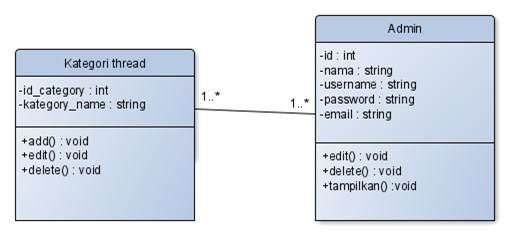 Kategori thread
-id_category : int
-kategory_name : string
+add() : void
+edit() : void
+delete() : void
1..*
1..*
Admin
-id : int
-nama : string
-username : string
-password : string
-email : string
+edit() : void
+delete() : void
+tampilkan() :void